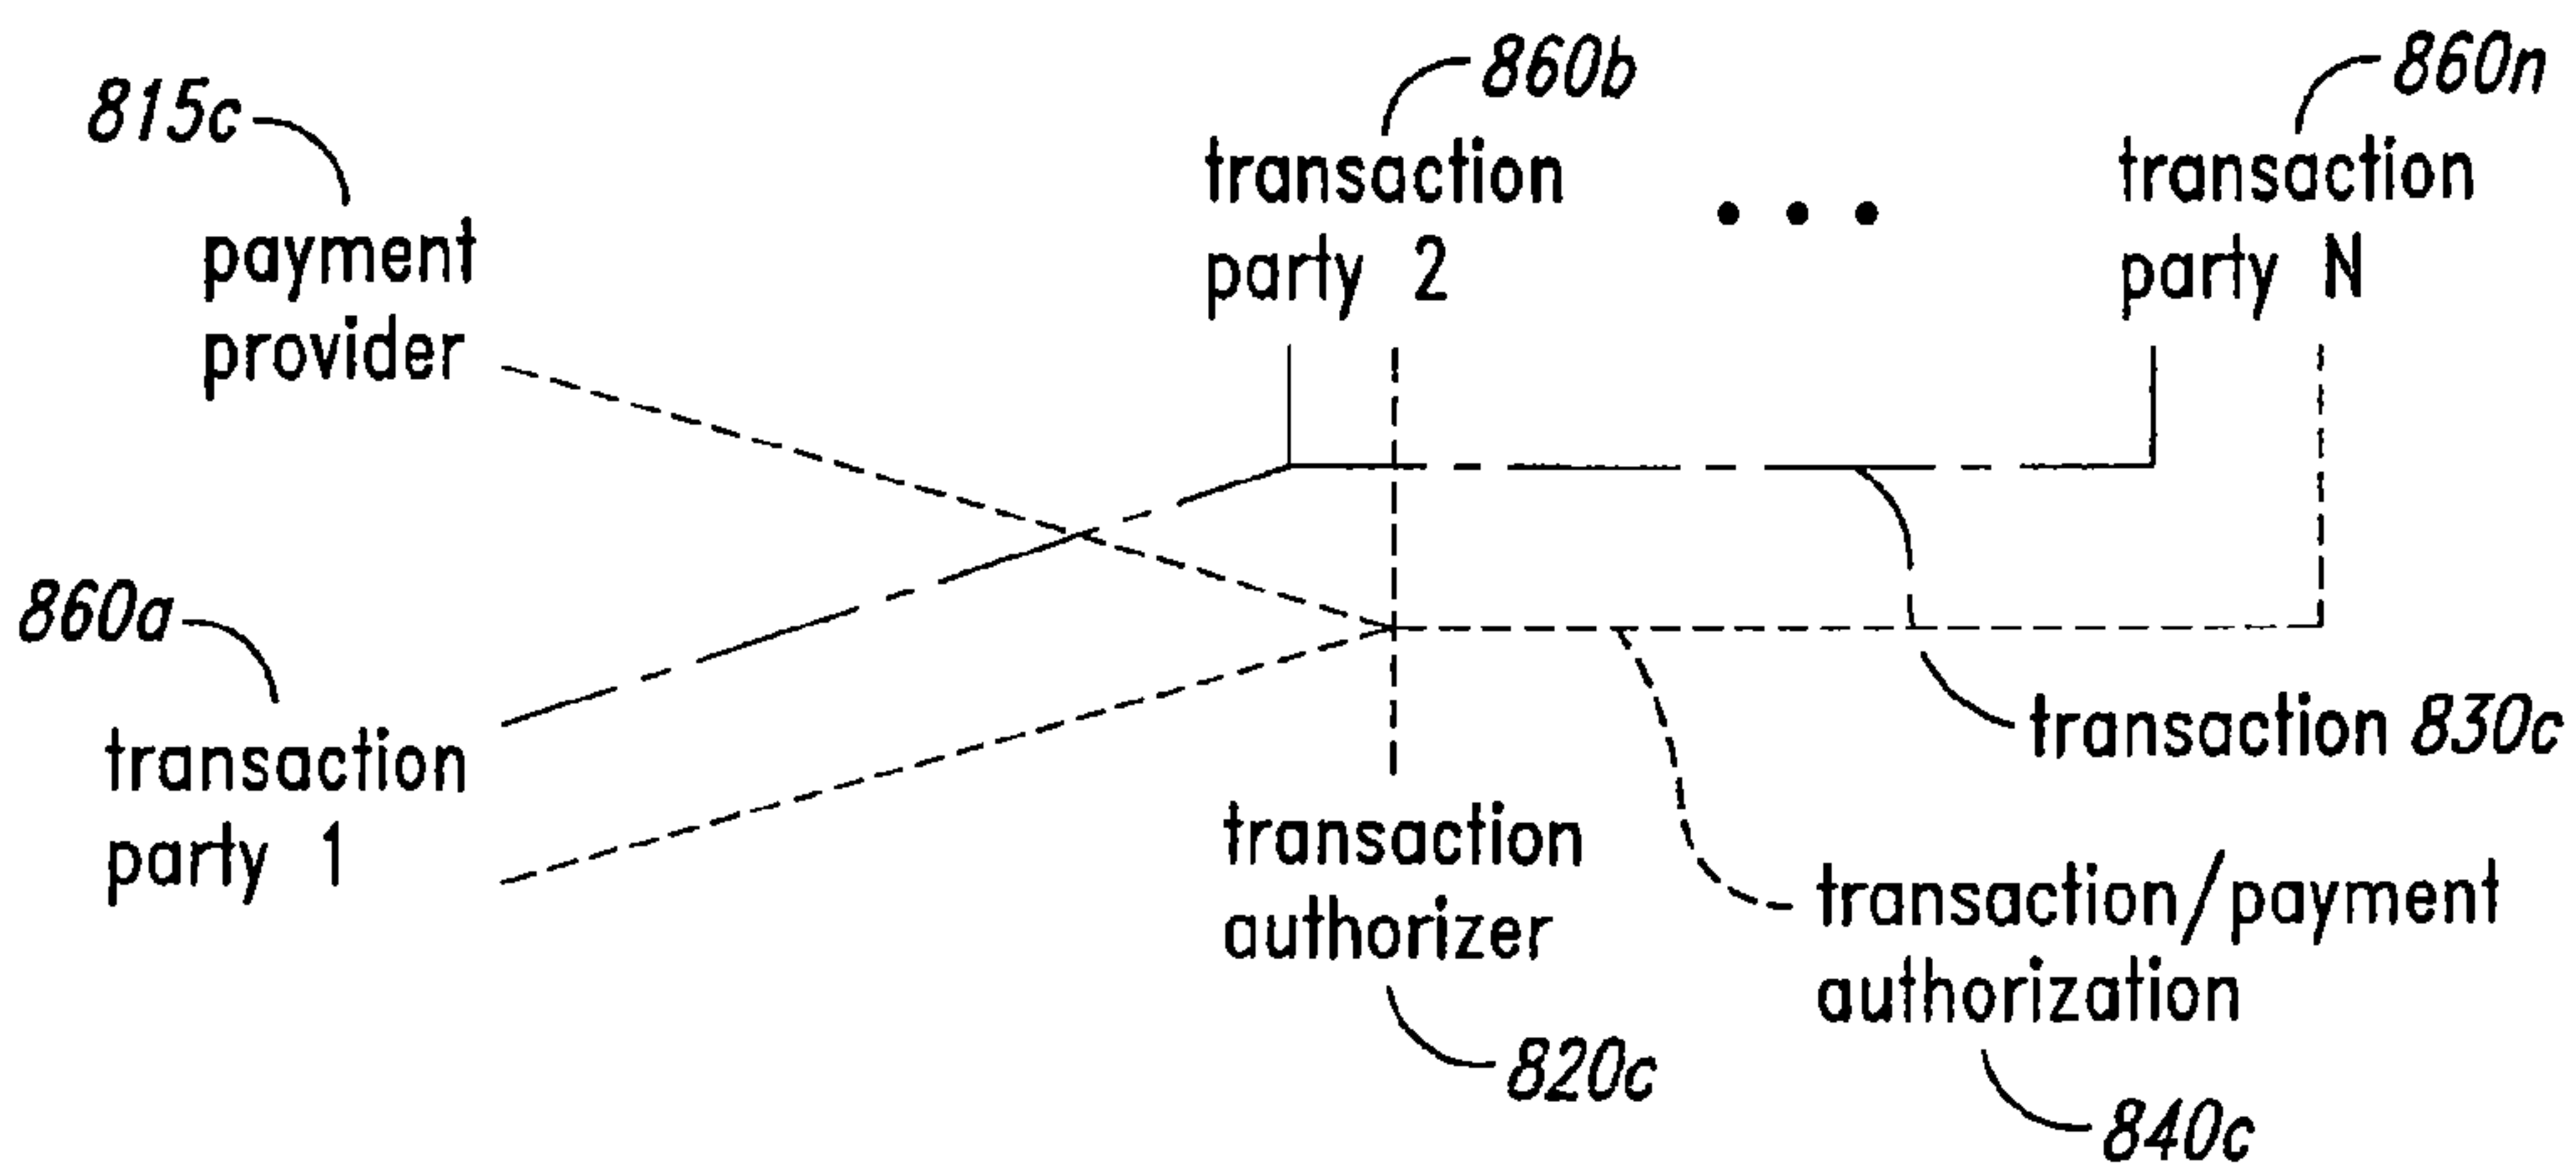 815c
payment
provider
860b
transaction
party 2
• • •
860n
transaction
party N
860a
transaction
party 1
transaction 830c
transaction
authorizer
820c
transaction/payment
authorization
840c